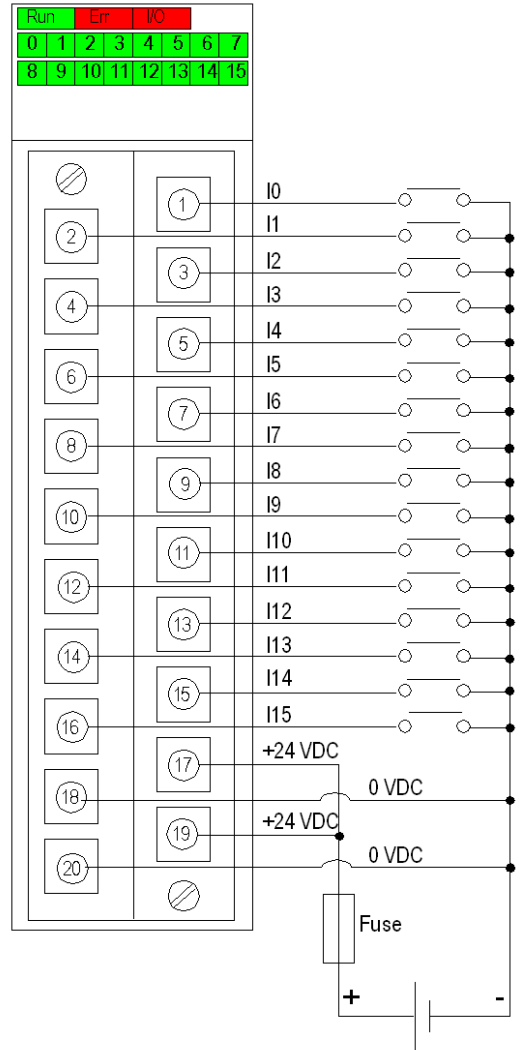 Run Err I/O
0 1 2 3 4 5 6 7
8 9 10 11 12 13 14 15
1 I0
2 I1
3 I2
4 I3
5 I4
6 I5
7 I6
8 I7
9 I8
10 I9
11 I10
12 I11
13 I12
14 I13
15 I14
16 I15
17 +24 VDC
18 0 VDC
19 +24 VDC
20 0 VDC
Fuse
+ -